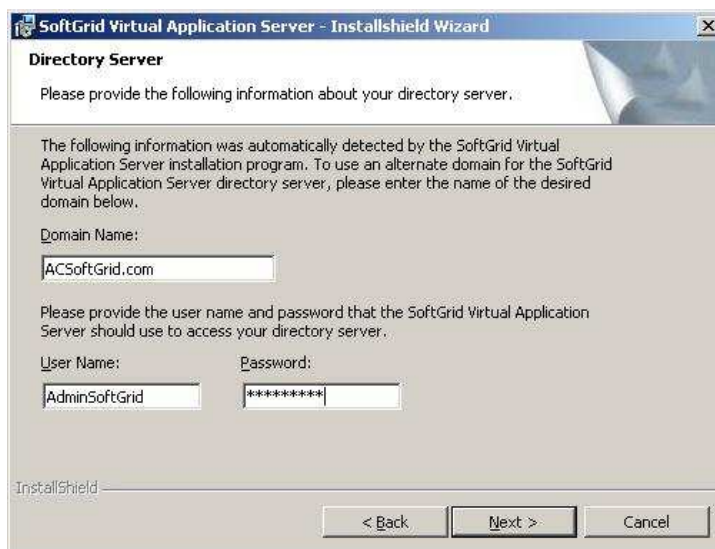 SoftGrid Virtual Application Server - Installshield Wizard
Directory Server
Please provide the following information about your directory server.
The following information was automatically detected by the SoftGrid Virtual
Application Server installation program. To use an alternate domain for the SoftGrid
Virtual Application Server directory server, please enter the name of the desired
domain below.
Domain Name:
ACSoftGrid.com
Please provide the user name and password that the SoftGrid Virtual Application
Server should use to access your directory server.
User Name: Password:
AdminSoftGrid *********
InstallShield
< Back Next > Cancel